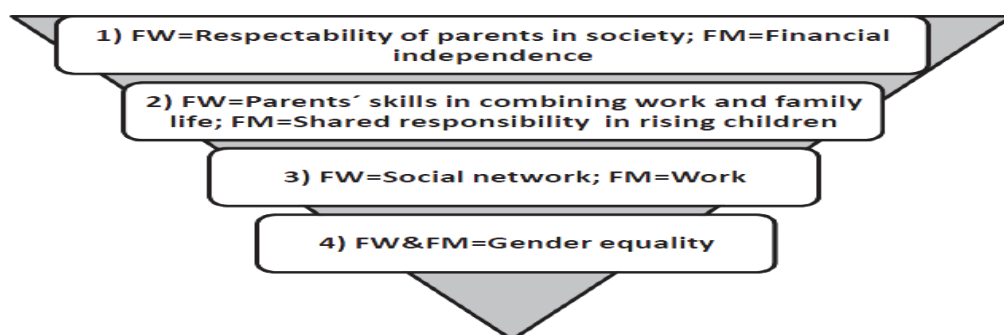 1) FW=Respectability of parents in society; FM=Financial
independence
2) FW=Parents´ skills in combining work and family
life; FM=Shared responsibility in rising children
3) FW=Social network; FM=Work
4) FW&FM=Gender equality